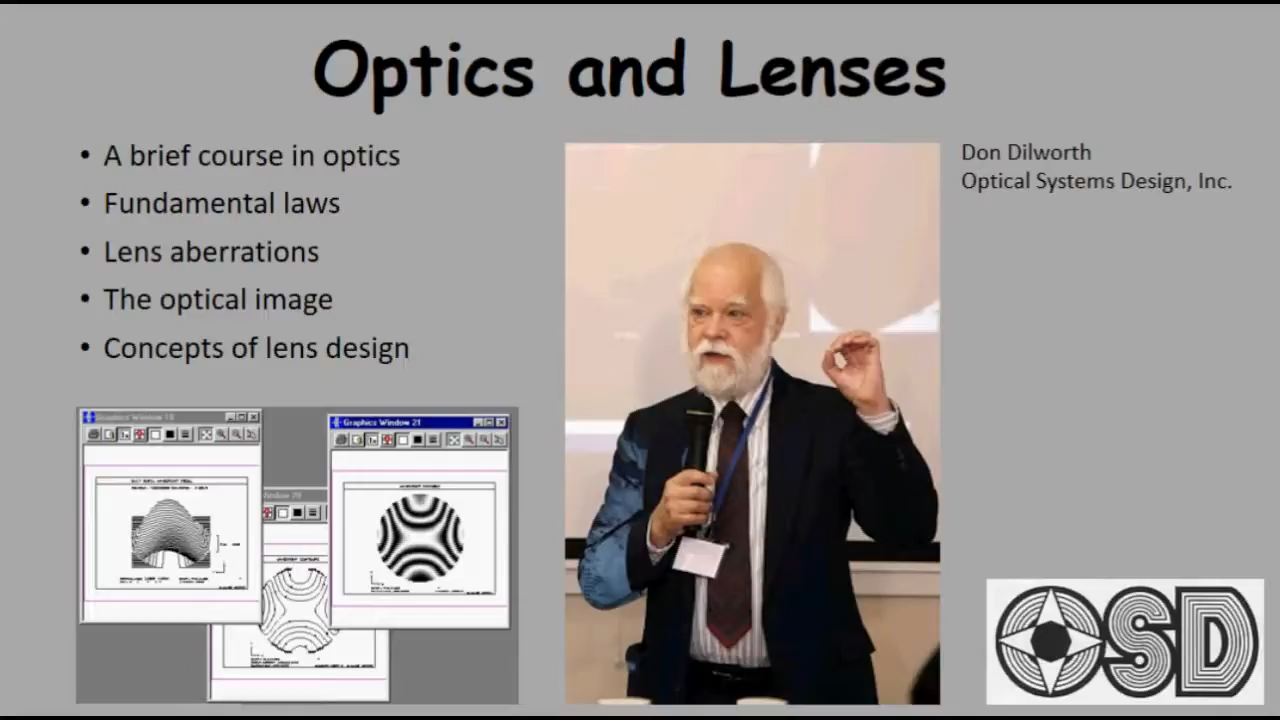 Optics and Lenses
• A brief course in optics
• Fundamental laws
• Lens aberrations
• The optical image
• Concepts of lens design
Don Dilworth
Optical Systems Design, Inc.
Graphics Window 21
OSD